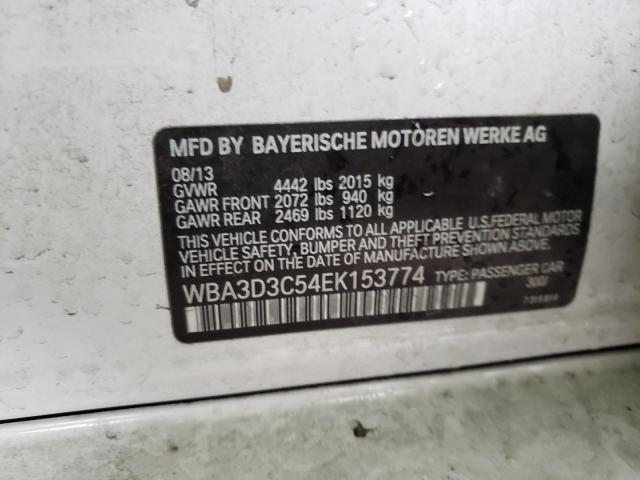 MFD BY BAYERISCHE MOTOREN WERKE AG
08/13
GVWR 4442 lbs 2015 kg
GAWR FRONT 2072 lbs 940 kg
GAWR REAR 2469 lbs 1120 kg
THIS VEHICLE CONFORMS TO ALL APPLICABLE U.S. FEDERAL MOTOR
VEHICLE SAFETY, BUMPER AND THEFT PREVENTION STANDARDS
IN EFFECT ON THE DATE OF MANUFACTURE SHOWN ABOVE.
WBA3D3C54EK153774 TYPE: PASSENGER CAR